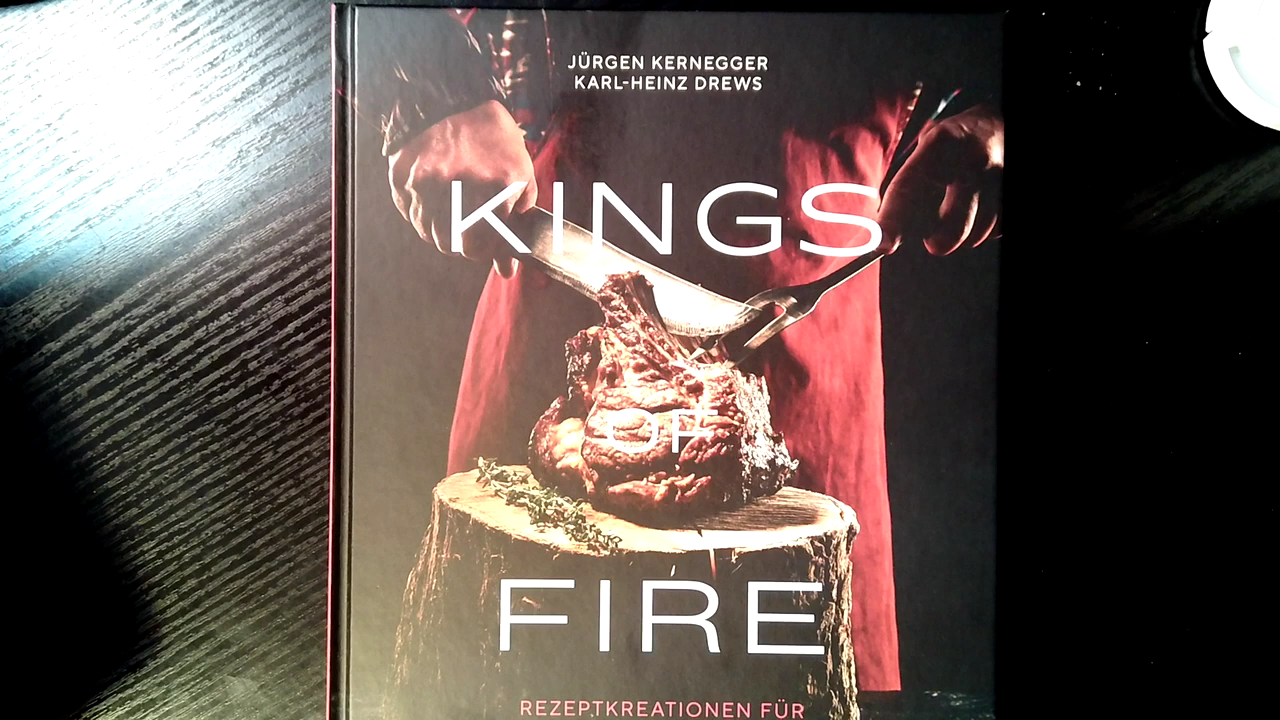 JÜRGEN KERNEGGER
KARL-HEINZ DREWS
KINGS
OF
FIRE
REZEPTKREATIONEN FÜR